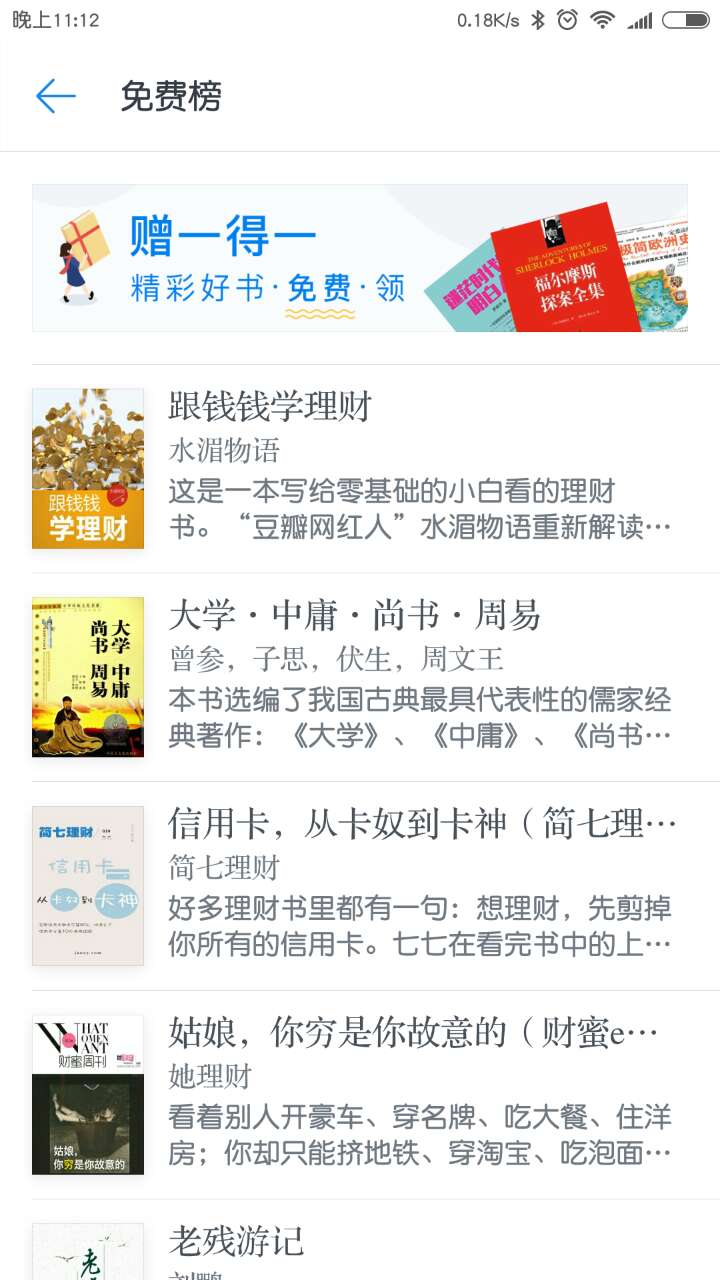 晚上11:12
0.18K/s
免费榜
赠一得一
精彩好书·免费·领
THE ADVENTURES OF
SHERLOCK HOLMES
福尔摩斯
探案全集
极简欧洲史
跟钱钱
学理财
跟钱钱学理财
水湄物语
这是一本写给零基础的小白看的理财
书。“豆瓣网红人”水湄物语重新解读…
大学 中庸
尚书 周易
大学·中庸·尚书·周易
曾参，子思，伏生，周文王
本书选编了我国古典最具代表性的儒家经
典著作：《大学》、《中庸》、《尚书…
简七理财
信用卡
从卡奴到卡神
信用卡，从卡奴到卡神（简七理…
简七理财
好多理财书里都有一句：想理财，先剪掉
你所有的信用卡。七七在看完书中的上…
WHAT
WOMEN
WANT
财蜜周刊
姑娘,
你穷是你故意的
姑娘，你穷是你故意的（财蜜e…
她理财
看着别人开豪车、穿名牌、吃大餐、住洋
房；你却只能挤地铁、穿淘宝、吃泡面…
老残游记
刘鹗